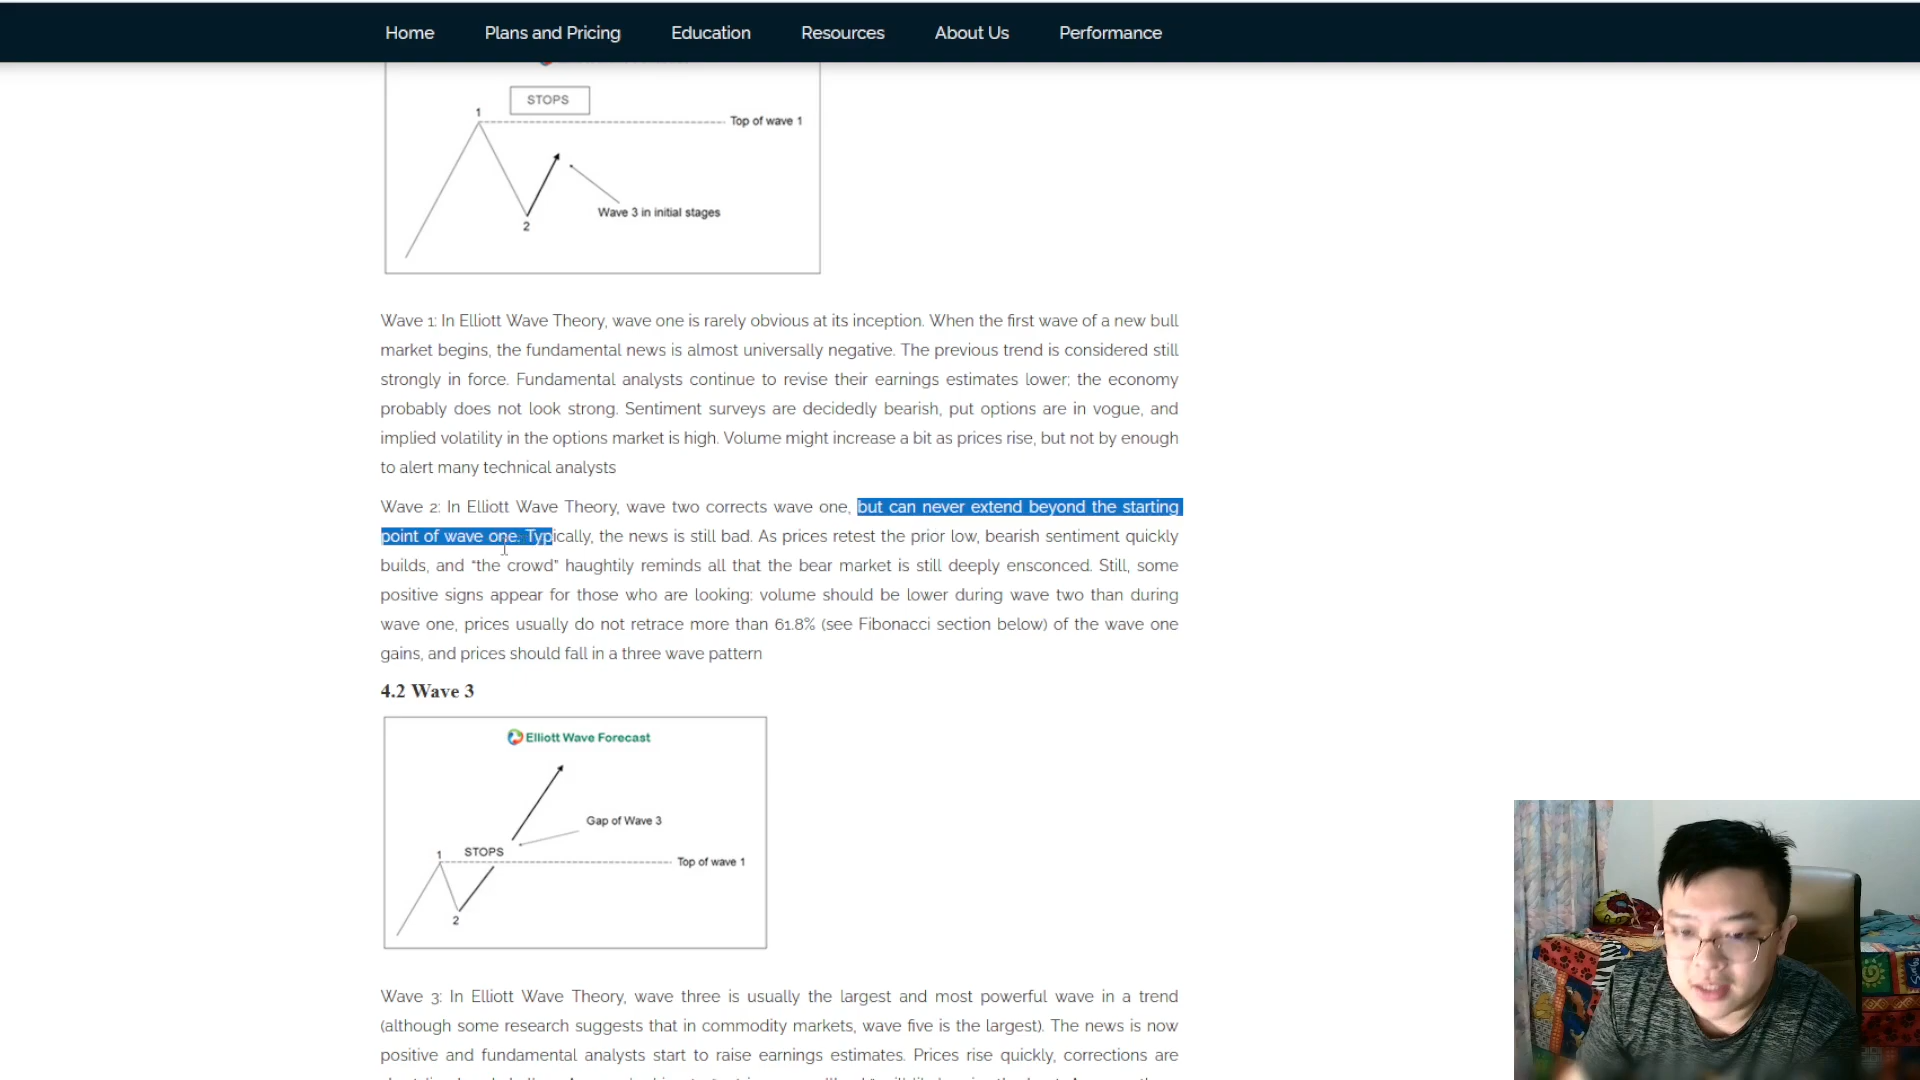 Home Plans and Pricing Education Resources About Us Performance
STOPS
1
Top of wave 1
Wave 3 in initial stages
2
Wave 1: In Elliott Wave Theory, wave one is rarely obvious at its inception. When the first wave of a new bull
market begins, the fundamental news is almost universally negative. The previous trend is considered still
strongly in force. Fundamental analysts continue to revise their earnings estimates lower; the economy
probably does not look strong. Sentiment surveys are decidedly bearish, put options are in vogue, and
implied volatility in the options market is high. Volume might increase a bit as prices rise, but not by enough
to alert many technical analysts
Wave 2: In Elliott Wave Theory, wave two corrects wave one, but can never extend beyond the starting
point of wave one. Typically, the news is still bad. As prices retest the prior low, bearish sentiment quickly
builds, and “the crowd” haughtily reminds all that the bear market is still deeply ensconced. Still, some
positive signs appear for those who are looking: volume should be lower during wave two than during
wave one, prices usually do not retrace more than 61.8% (see Fibonacci section below) of the wave one
gains, and prices should fall in a three wave pattern
4.2 Wave 3
Elliott Wave Forecast
Gap of Wave 3
1 STOPS
Top of wave 1
2
Wave 3: In Elliott Wave Theory, wave three is usually the largest and most powerful wave in a trend
(although some research suggests that in commodity markets, wave five is the largest). The news is now
positive and fundamental analysts start to raise earnings estimates. Prices rise quickly, corrections are